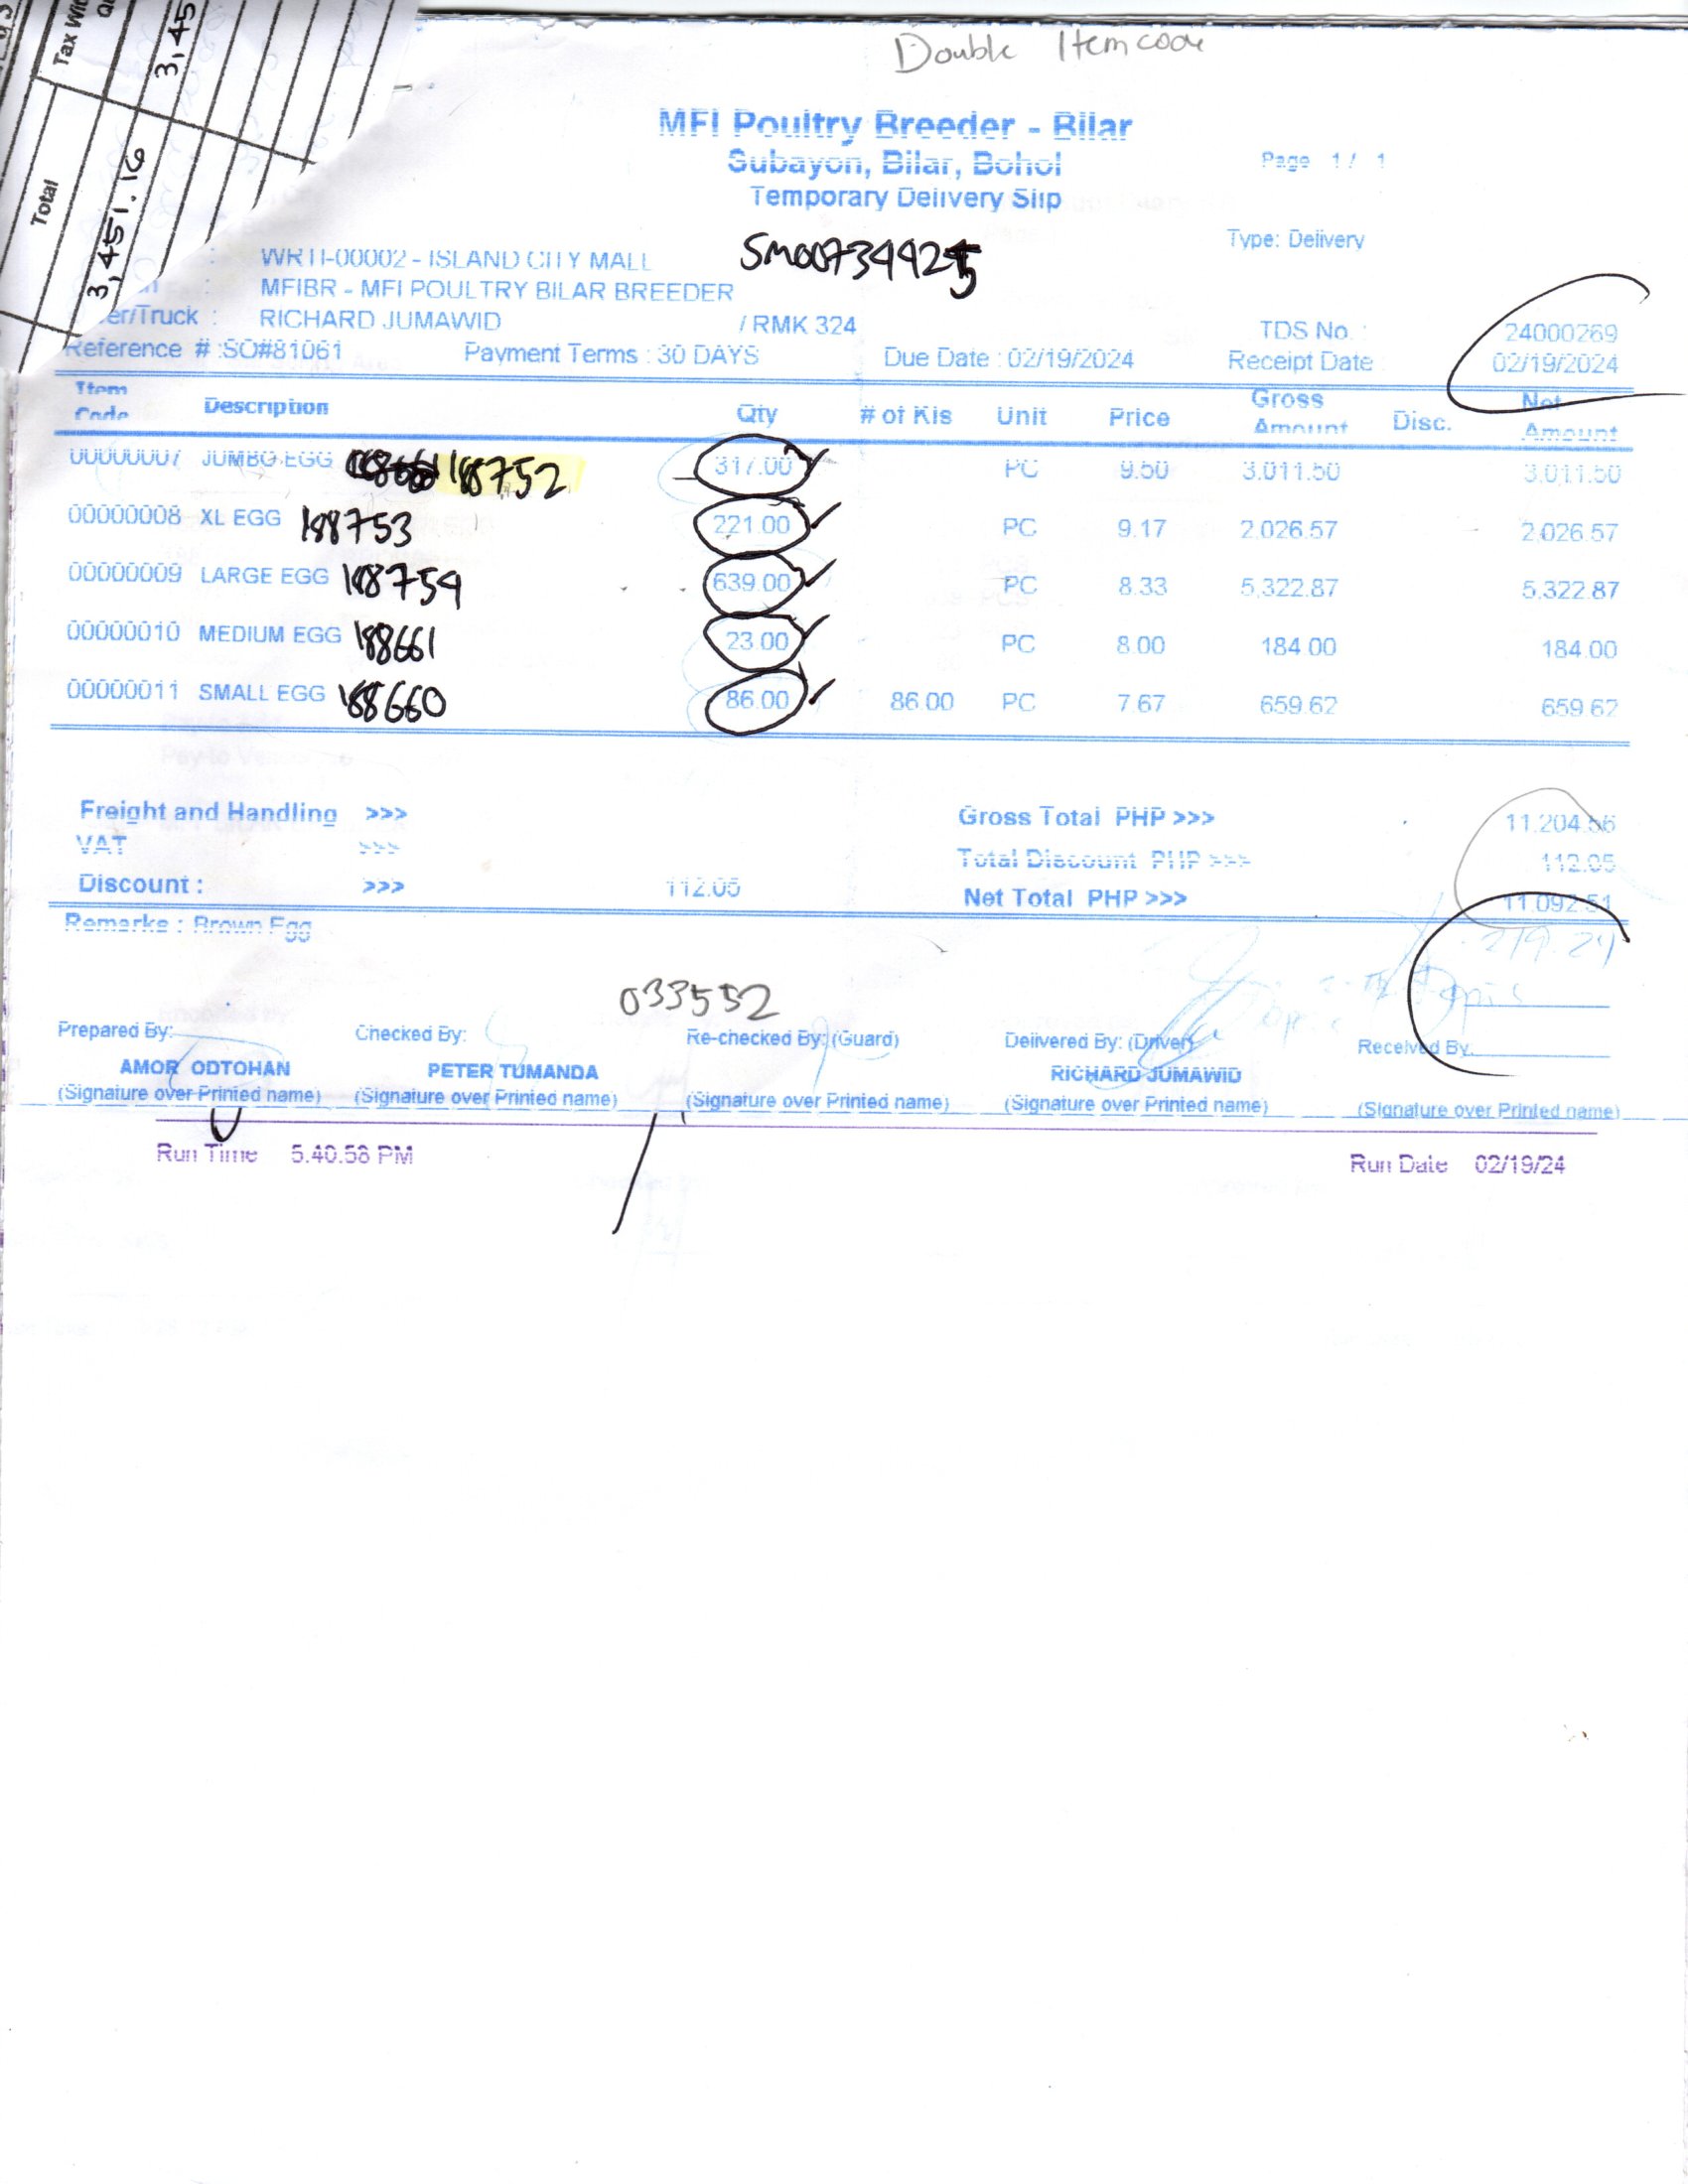 Double Itemcode
Tax
Total
3,45
3,451.16
MFI Poultry Breeder - Bilar
Subayon, Bilar, Bohol
Page 1 / 1
Temporary Delivery Slip
SM00734425
Type: Delivery
: WRTI-00002 - ISLAND CITY MALL
: MFIBR - MFI POULTRY BILAR BREEDER
er/Truck : RICHARD JUMAWID / RMK 324 TDS No. : 24000269
Reference # :SO#81061 Payment Terms : 30 DAYS Due Date : 02/19/2024 Receipt Date 02/19/2024
Item Code Description Qty # of Kis Unit Price Gross Amount Disc. Net Amount
00000007 JUMBO EGG 188752 317.00 PC 9.50 3,011.50 3,011.50
00000008 XL EGG 188753 221.00 PC 9.17 2,026.57 2,026.57
00000009 LARGE EGG 188754 639.00 PC 8.33 5,322.87 5,322.87
00000010 MEDIUM EGG 188661 23.00 PC 8.00 184.00 184.00
00000011 SMALL EGG 188660 86.00 86.00 PC 7.67 659.62 659.62
Freight and Handling >>> Gross Total PHP >>> 11,204.56
VAT >>> Total Discount PHP >>> 112.05
Discount : >>> 112.05 Net Total PHP >>> 11,092.51
Remarks : Brown Egg
033552
Prepared By: Checked By: Re-checked By: (Guard) Delivered By: (Driver) Received By:
AMOR ODTOHAN PETER TUMANDA RICHARD JUMAWID
(Signature over Printed name) (Signature over Printed name) (Signature over Printed name) (Signature over Printed name) (Signature over Printed name)
Run Time 5:40:58 PM Run Date 02/19/24